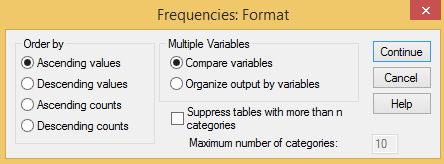 Frequencies: Format
Order by
Ascending values
Descending values
Ascending counts
Descending counts
Multiple Variables
Compare variables
Organize output by variables
Suppress tables with more than n
categories
Maximum number of categories: 10
Continue
Cancel
Help